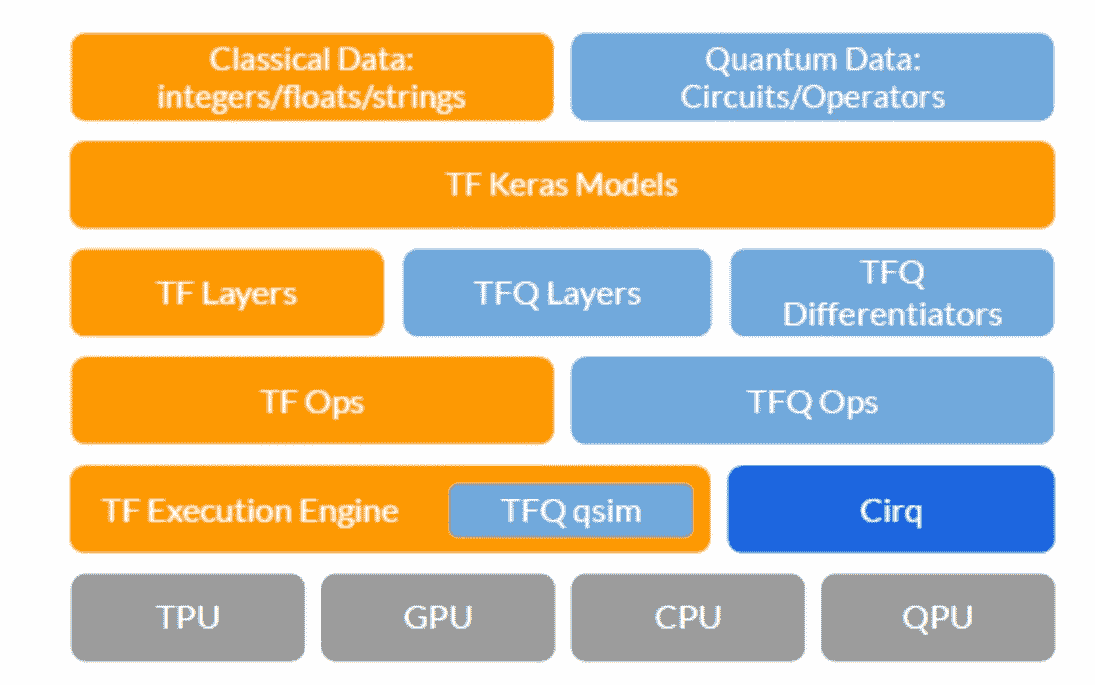 Classical Data:
integers/floats/strings
Quantum Data:
Circuits/Operators
TF Keras Models
TF Layers
TFQ Layers
TFQ
Differentiators
TF Ops
TFQ Ops
TF Execution Engine
TFQ qsim
Cirq
TPU
GPU
CPU
QPU